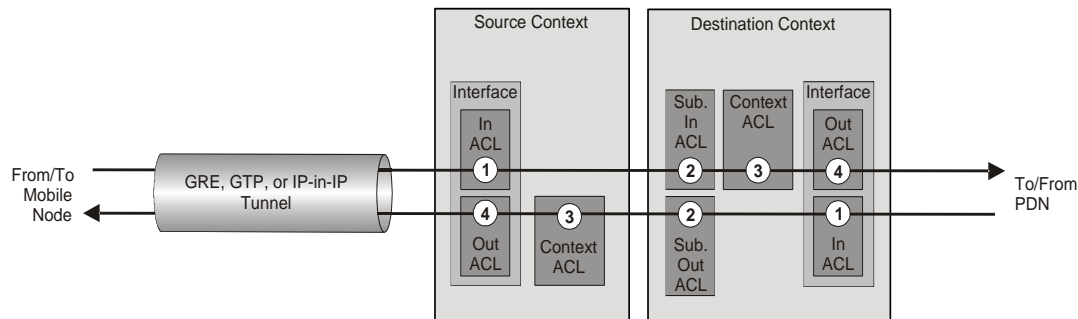 Source Context
Destination Context
Interface
In
ACL
1
Sub.
In
ACL
2
Context
ACL
3
Interface
Out
ACL
4
From/To
Mobile
Node
GRE, GTP, or IP-in-IP
Tunnel
To/From
PDN
4
Out
ACL
3
Context
ACL
2
Sub.
Out
ACL
1
In
ACL